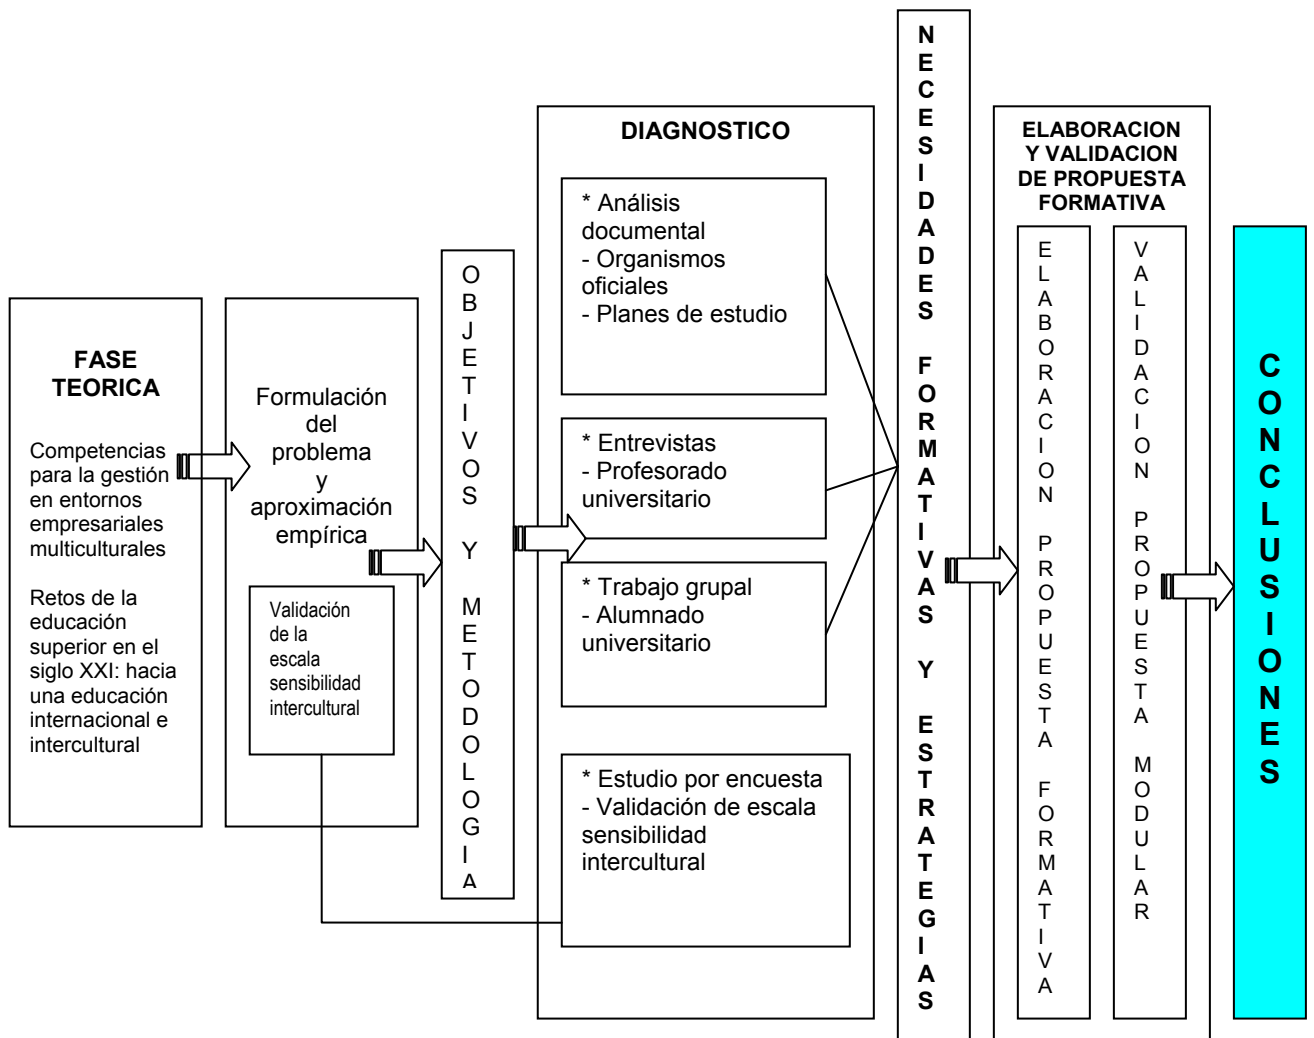 FASE
TEORICA
Competencias
para la gestión
en entornos
empresariales
multiculturales
Retos de la
educación
superior en el
siglo XXI: hacia
una educación
internacional e
intercultural
Formulación
del
problema
y
aproximación
empírica
Validación
de la
escala
sensibilidad
intercultural
OBJETIVOS Y METODOLOGIA
DIAGNOSTICO
* Análisis
documental
- Organismos
oficiales
- Planes de estudio
* Entrevistas
- Profesorado
universitario
* Trabajo grupal
- Alumnado
universitario
* Estudio por encuesta
- Validación de escala
sensibilidad
intercultural
NECESIDADES FORMATIVAS Y ESTRATEGIAS
ELABORACION
Y VALIDACION
DE PROPUESTA
FORMATIVA
ELABORACION PROPUESTA FORMATIVA
VALIDACION PROPUESTA MODULAR
CONCLUSIONES